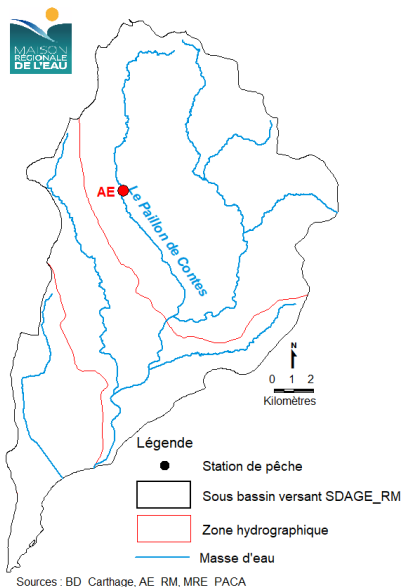 MAISON
RÉGIONALE
DE L'EAU
AE
Le Paillon de Contes
N
0 1 2
Kilomètres
Légende
Station de pêche
Sous bassin versant SDAGE_RM
Zone hydrographique
Masse d'eau
Sources : BD_Carthage, AE_RM, MRE_PACA